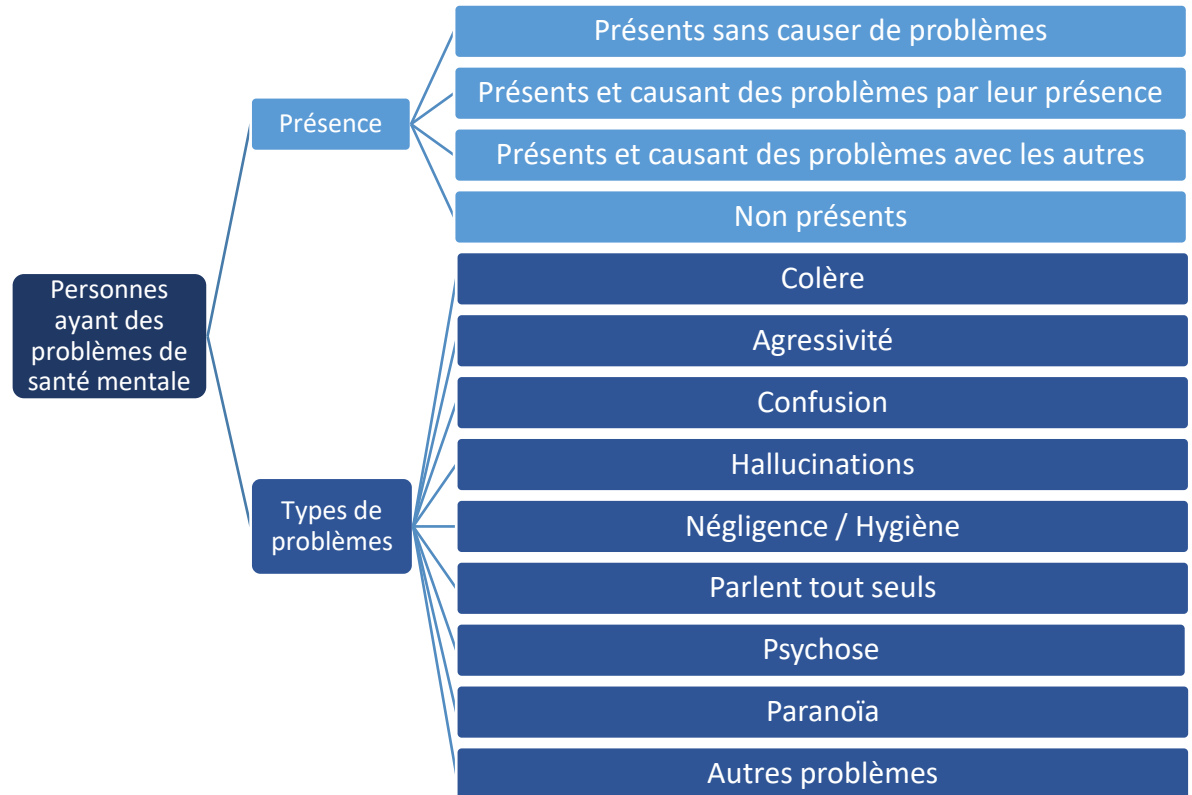 Présents sans causer de problèmes
Présents et causant des problèmes par leur présence
Présence
Présents et causant des problèmes avec les autres
Non présents
Personnes
ayant des
problèmes de
santé mentale
Colère
Agressivité
Confusion
Hallucinations
Types de
problèmes
Négligence / Hygiène
Parlent tout seuls
Psychose
Paranoïa
Autres problèmes